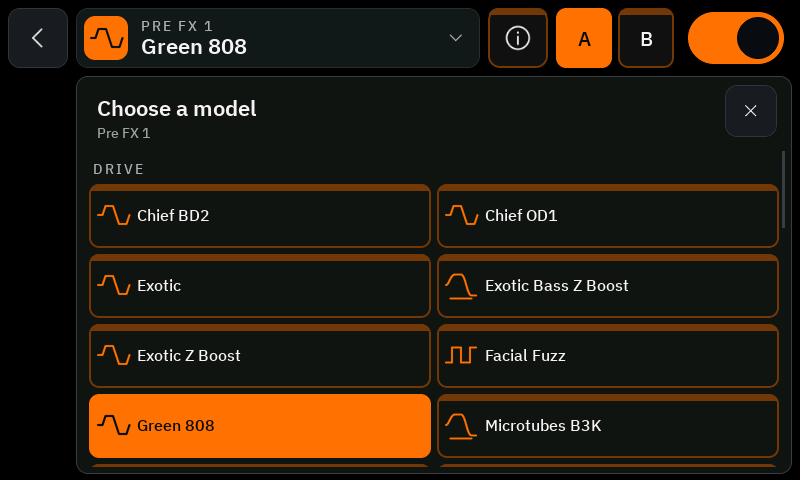 PRE FX 1
Green 808
A
B
Choose a model
Pre FX 1
DRIVE
Chief BD2
Chief OD1
Exotic
Exotic Bass Z Boost
Exotic Z Boost
Facial Fuzz
Green 808
Microtubes B3K